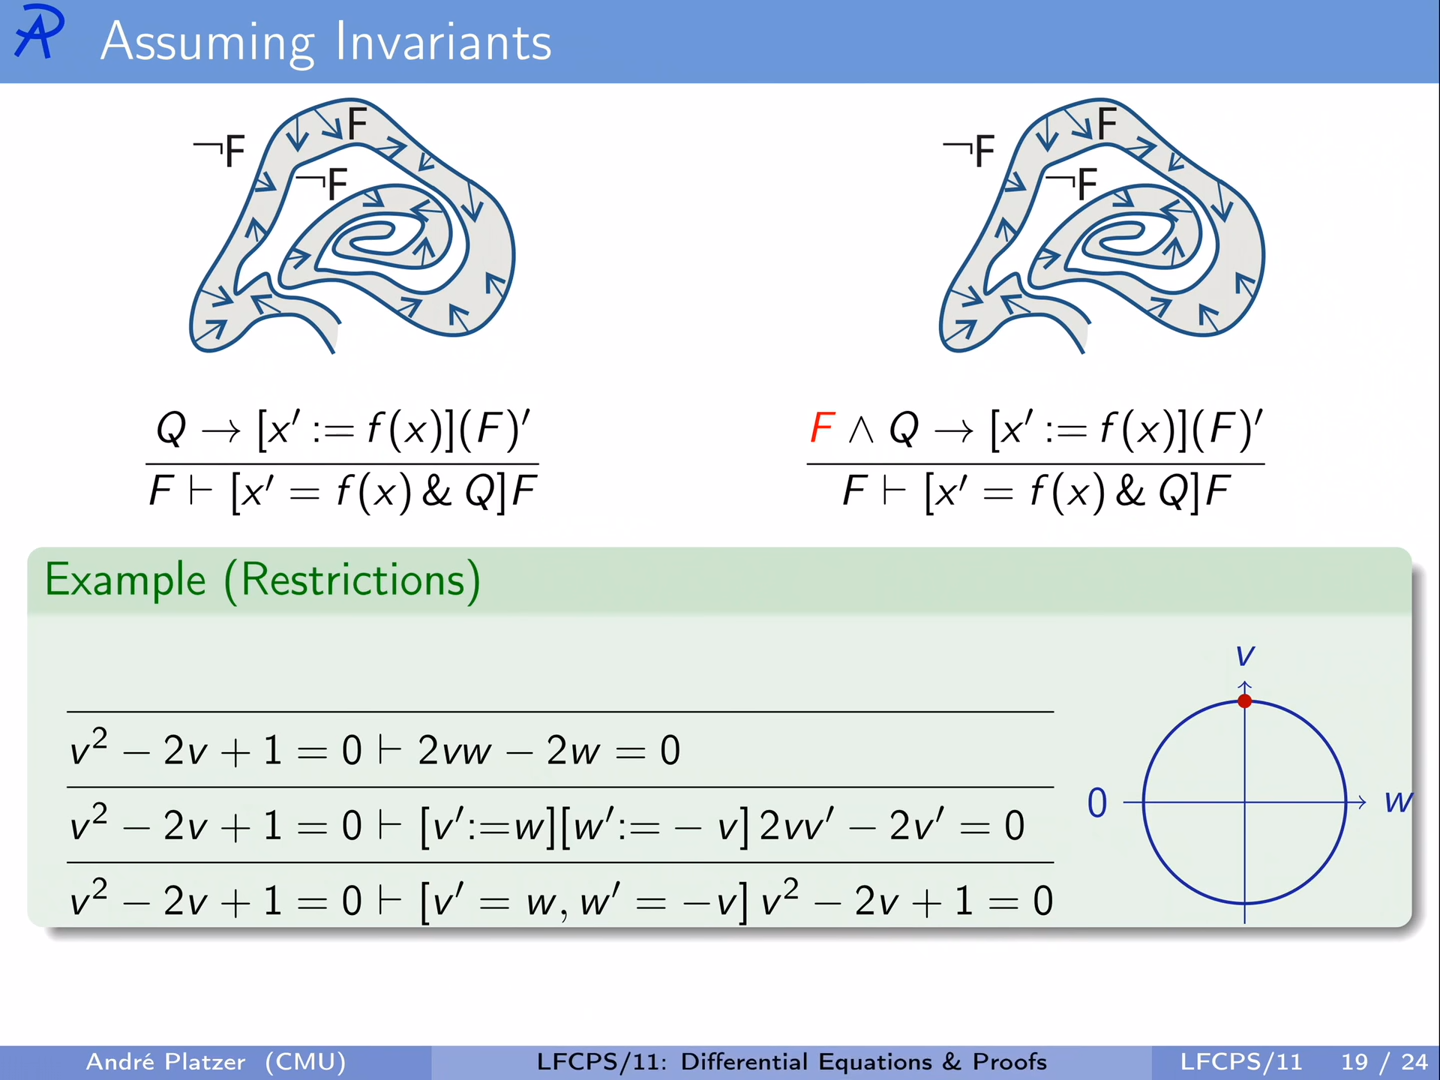 Assuming Invariants
¬F F
¬F
¬F F
¬F
Q → [x′ := f(x)](F)′
F ⊢ [x′ = f(x) & Q]F
F ∧ Q → [x′ := f(x)](F)′
F ⊢ [x′ = f(x) & Q]F
Example (Restrictions)
v² − 2v + 1 = 0 ⊢ 2vw − 2w = 0
v² − 2v + 1 = 0 ⊢ [v′:=w][w′:= − v] 2vv′ − 2v′ = 0
v² − 2v + 1 = 0 ⊢ [v′ = w, w′ = −v] v² − 2v + 1 = 0
v
0
w
André Platzer (CMU)
LFCPS/11: Differential Equations & Proofs
LFCPS/11 19 / 24